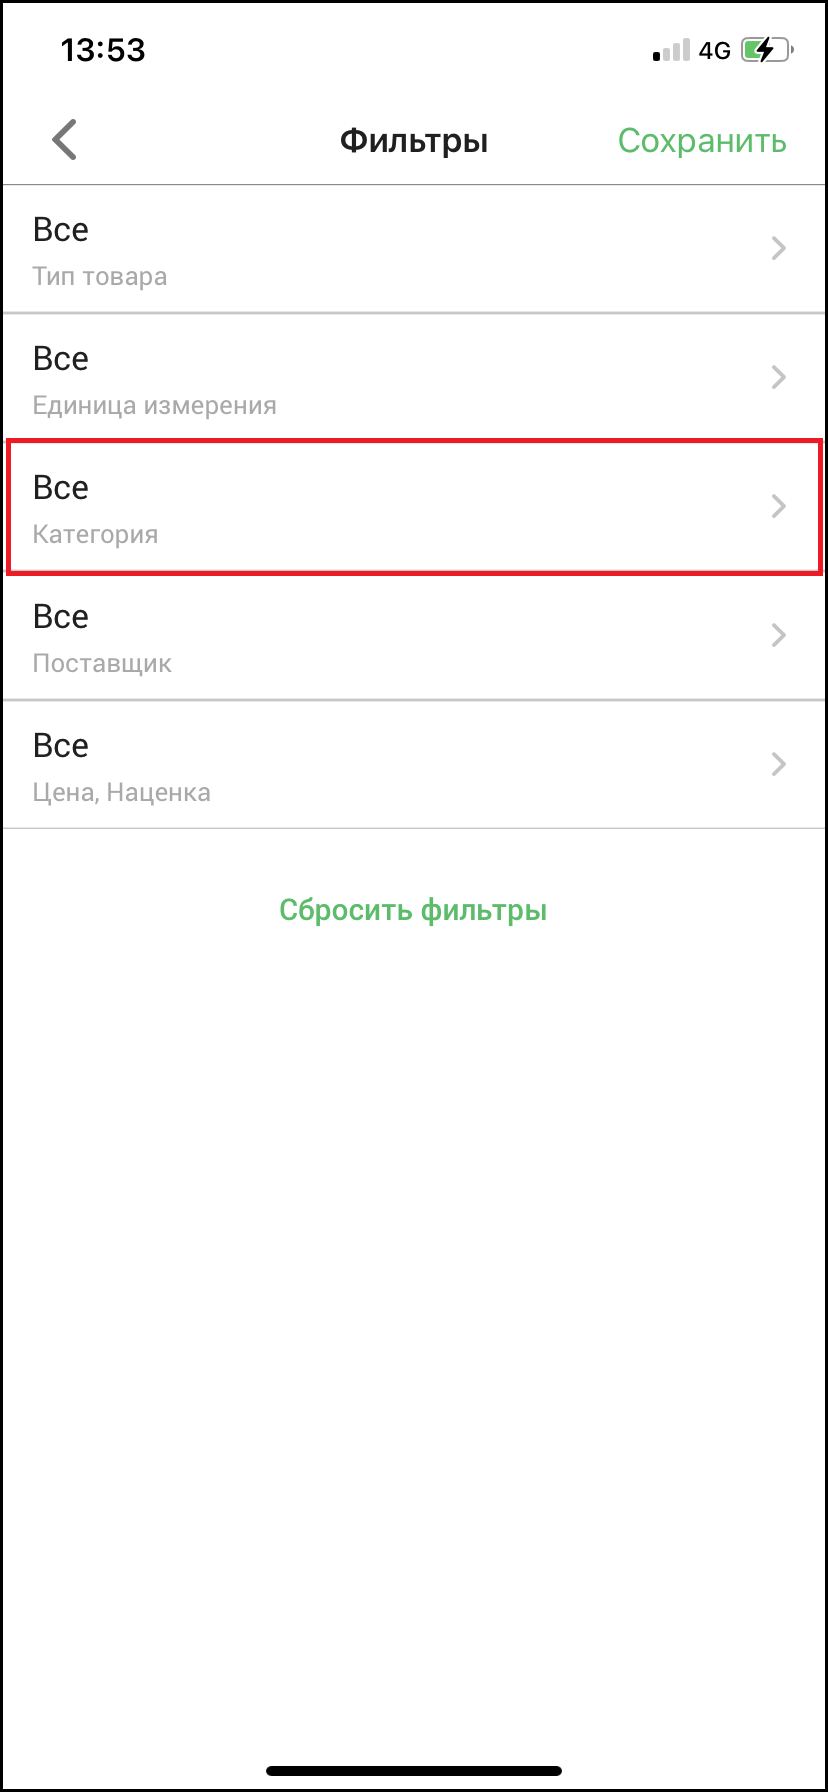 13:53
4G
Фильтры
Сохранить
Все
Тип товара
Все
Единица измерения
Все
Категория
Все
Поставщик
Все
Цена, Наценка
Сбросить фильтры